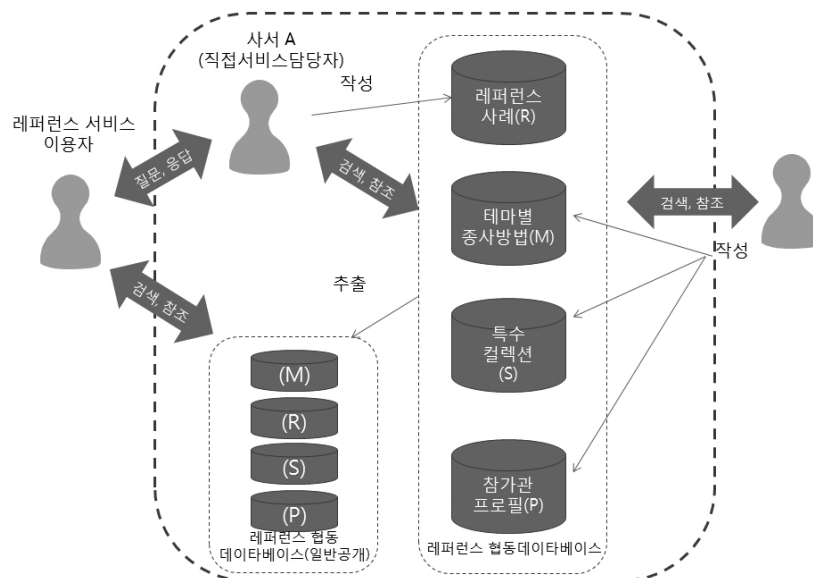 사서 A
(직접서비스담당자)
작성
레퍼런스 서비스
이용자
질문, 응답
검색, 참조
검색, 참조
레퍼런스
사례(R)
테마별
종사방법(M)
특수
컬렉션
(S)
참가관
프로필(P)
레퍼런스 협동데이타베이스
검색, 참조
작성
추출
(M)
(R)
(S)
(P)
레퍼런스 협동
데이타베이스(일반공개)